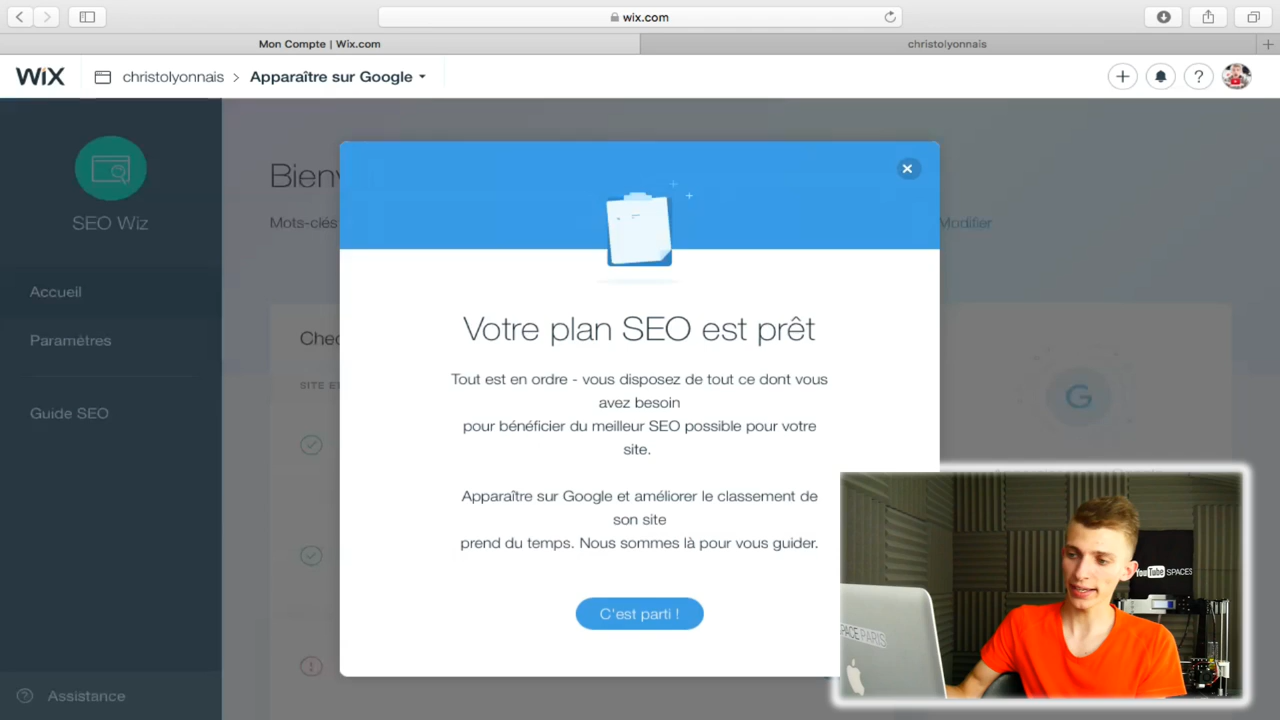 wix.com
Mon Compte | Wix.com
christolyonnais
WiX
christolyonnais > Apparaître sur Google
SEO Wiz
Accueil
Paramètres
Guide SEO
Assistance
Mots-clés
Modifier
Votre plan SEO est prêt
Tout est en ordre - vous disposez de tout ce dont vous
avez besoin
pour bénéficier du meilleur SEO possible pour votre
site.
Apparaître sur Google et améliorer le classement de
son site
prend du temps. Nous sommes là pour vous guider.
C'est parti !
G
YouTube SPACES
SPACE PARIS